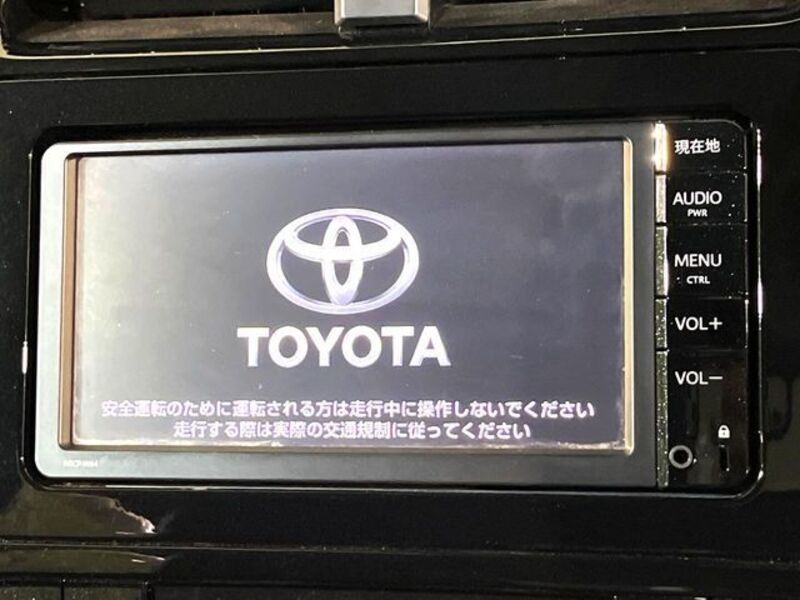 現在地
AUDIO
PWR
MENU
CTRL
VOL+
VOL−
TOYOTA
安全運転のために運転される方は走行中に操作しないでください
走行する際は実際の交通規制に従ってください